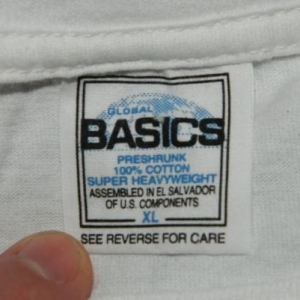 GLOBAL
BASICS
PRESHRUNK
100% COTTON
SUPER HEAVYWEIGHT
ASSEMBLED IN EL SALVADOR
OF U.S. COMPONENTS
XL
SEE REVERSE FOR CARE